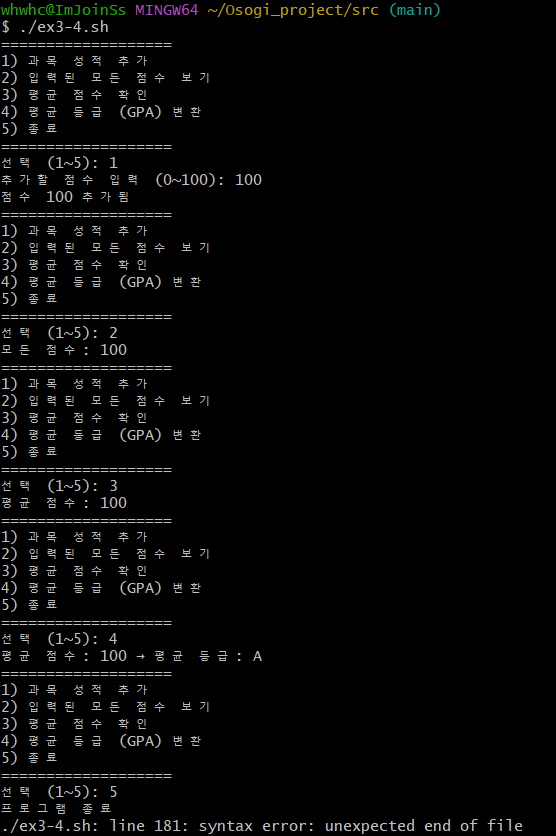 whwhc@ImJoinSs MINGW64 ~/Osogi_project/src (main)
$ ./ex3-4.sh
===================
1) 과목 성적 추가
2) 입력된 모든 점수 보기
3) 평균 점수 확인
4) 평균 등급 (GPA) 변환
5) 종료
===================
선택 (1~5): 1
추가할 점수 입력 (0~100): 100
점수 100 추가됨
===================
1) 과목 성적 추가
2) 입력된 모든 점수 보기
3) 평균 점수 확인
4) 평균 등급 (GPA) 변환
5) 종료
===================
선택 (1~5): 2
모든 점수: 100
===================
1) 과목 성적 추가
2) 입력된 모든 점수 보기
3) 평균 점수 확인
4) 평균 등급 (GPA) 변환
5) 종료
===================
선택 (1~5): 3
평균 점수: 100
===================
1) 과목 성적 추가
2) 입력된 모든 점수 보기
3) 평균 점수 확인
4) 평균 등급 (GPA) 변환
5) 종료
===================
선택 (1~5): 4
평균 점수: 100 → 평균 등급: A
===================
1) 과목 성적 추가
2) 입력된 모든 점수 보기
3) 평균 점수 확인
4) 평균 등급 (GPA) 변환
5) 종료
===================
선택 (1~5): 5
프로그램 종료
./ex3-4.sh: line 181: syntax error: unexpected end of file